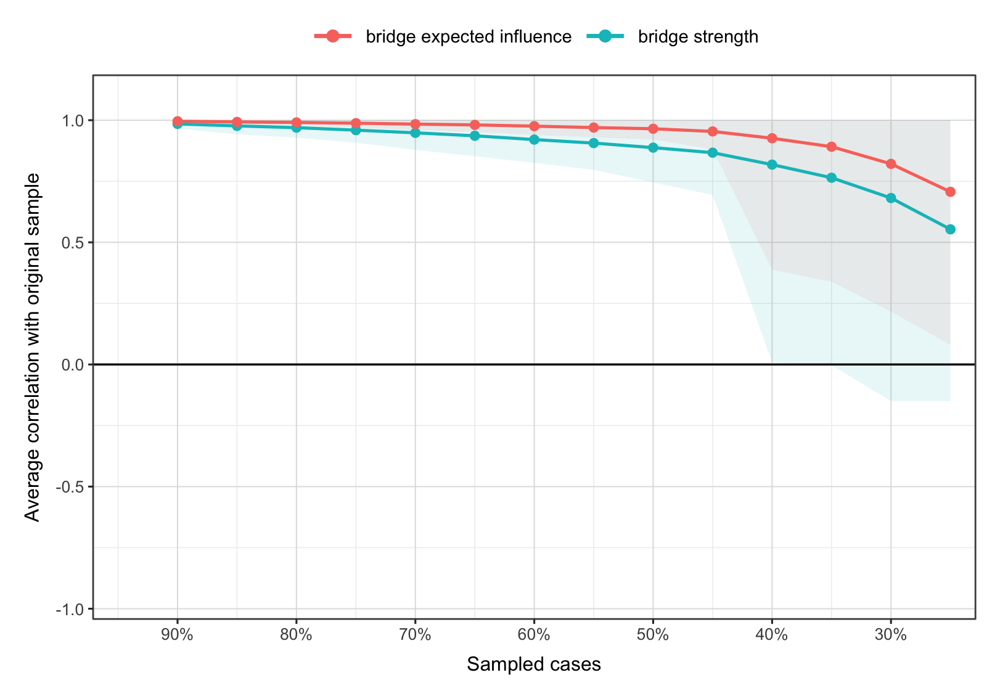 bridge expected influence bridge strength
Average correlation with original sample
1.0
0.5
0.0
-0.5
-1.0
90% 80% 70% 60% 50% 40% 30%
Sampled cases